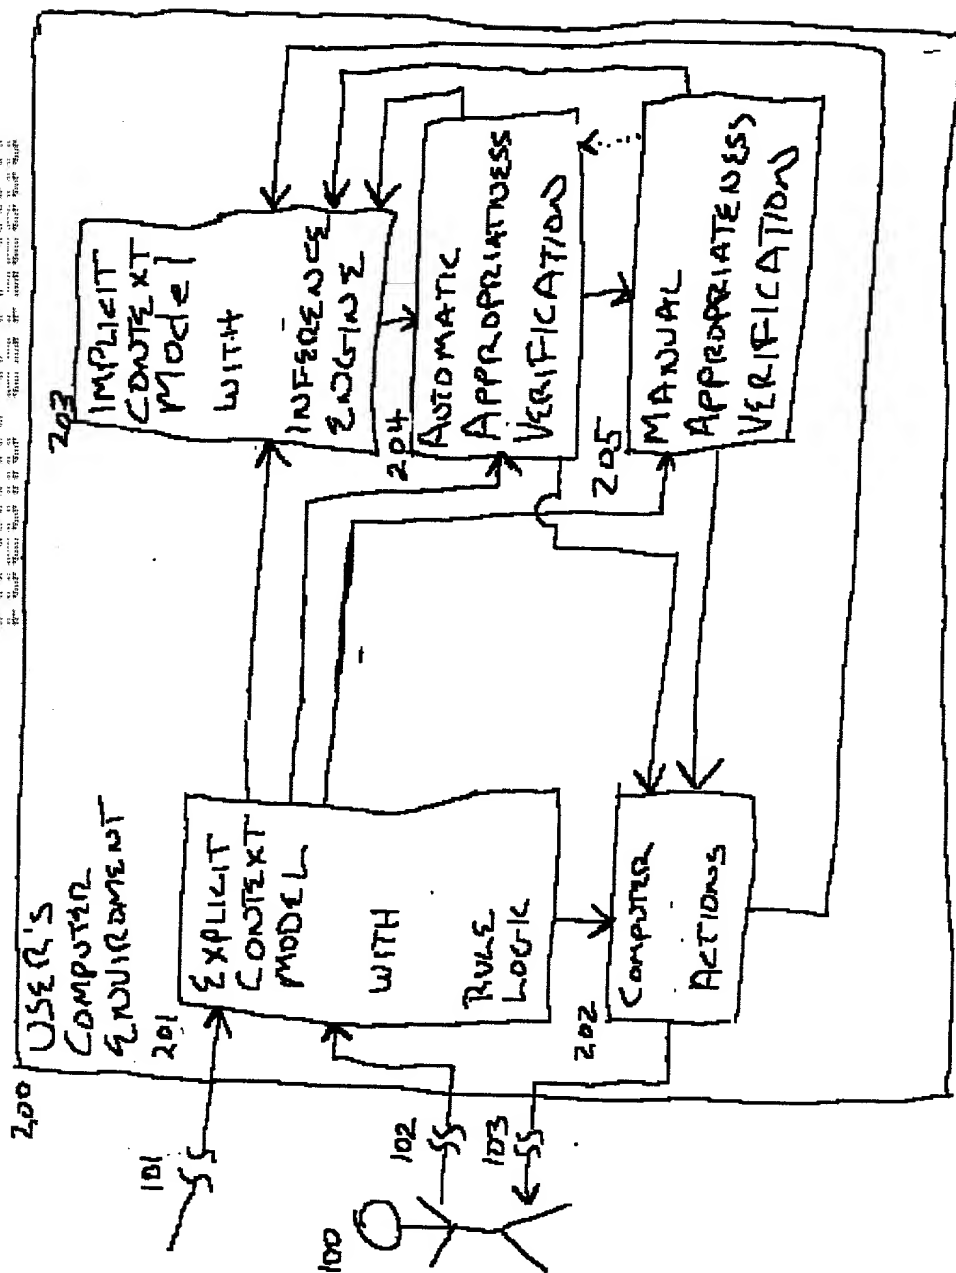 200
USER'S
COMPUTER
ENVIRONMENT
201
EXPLICIT
CONTEXT
MODEL
WITH
RULE
LOGIC
203
IMPLICIT
CONTEXT
Model
WITH
INFERENCE
ENGINE
204
AUTOMATIC
APPROPRIATNESS
VERIFICATION
205
MANUAL
APPROPRIATENESS
VERIFICATION
202
COMPUTER
ACTIONS
101
102
103
100